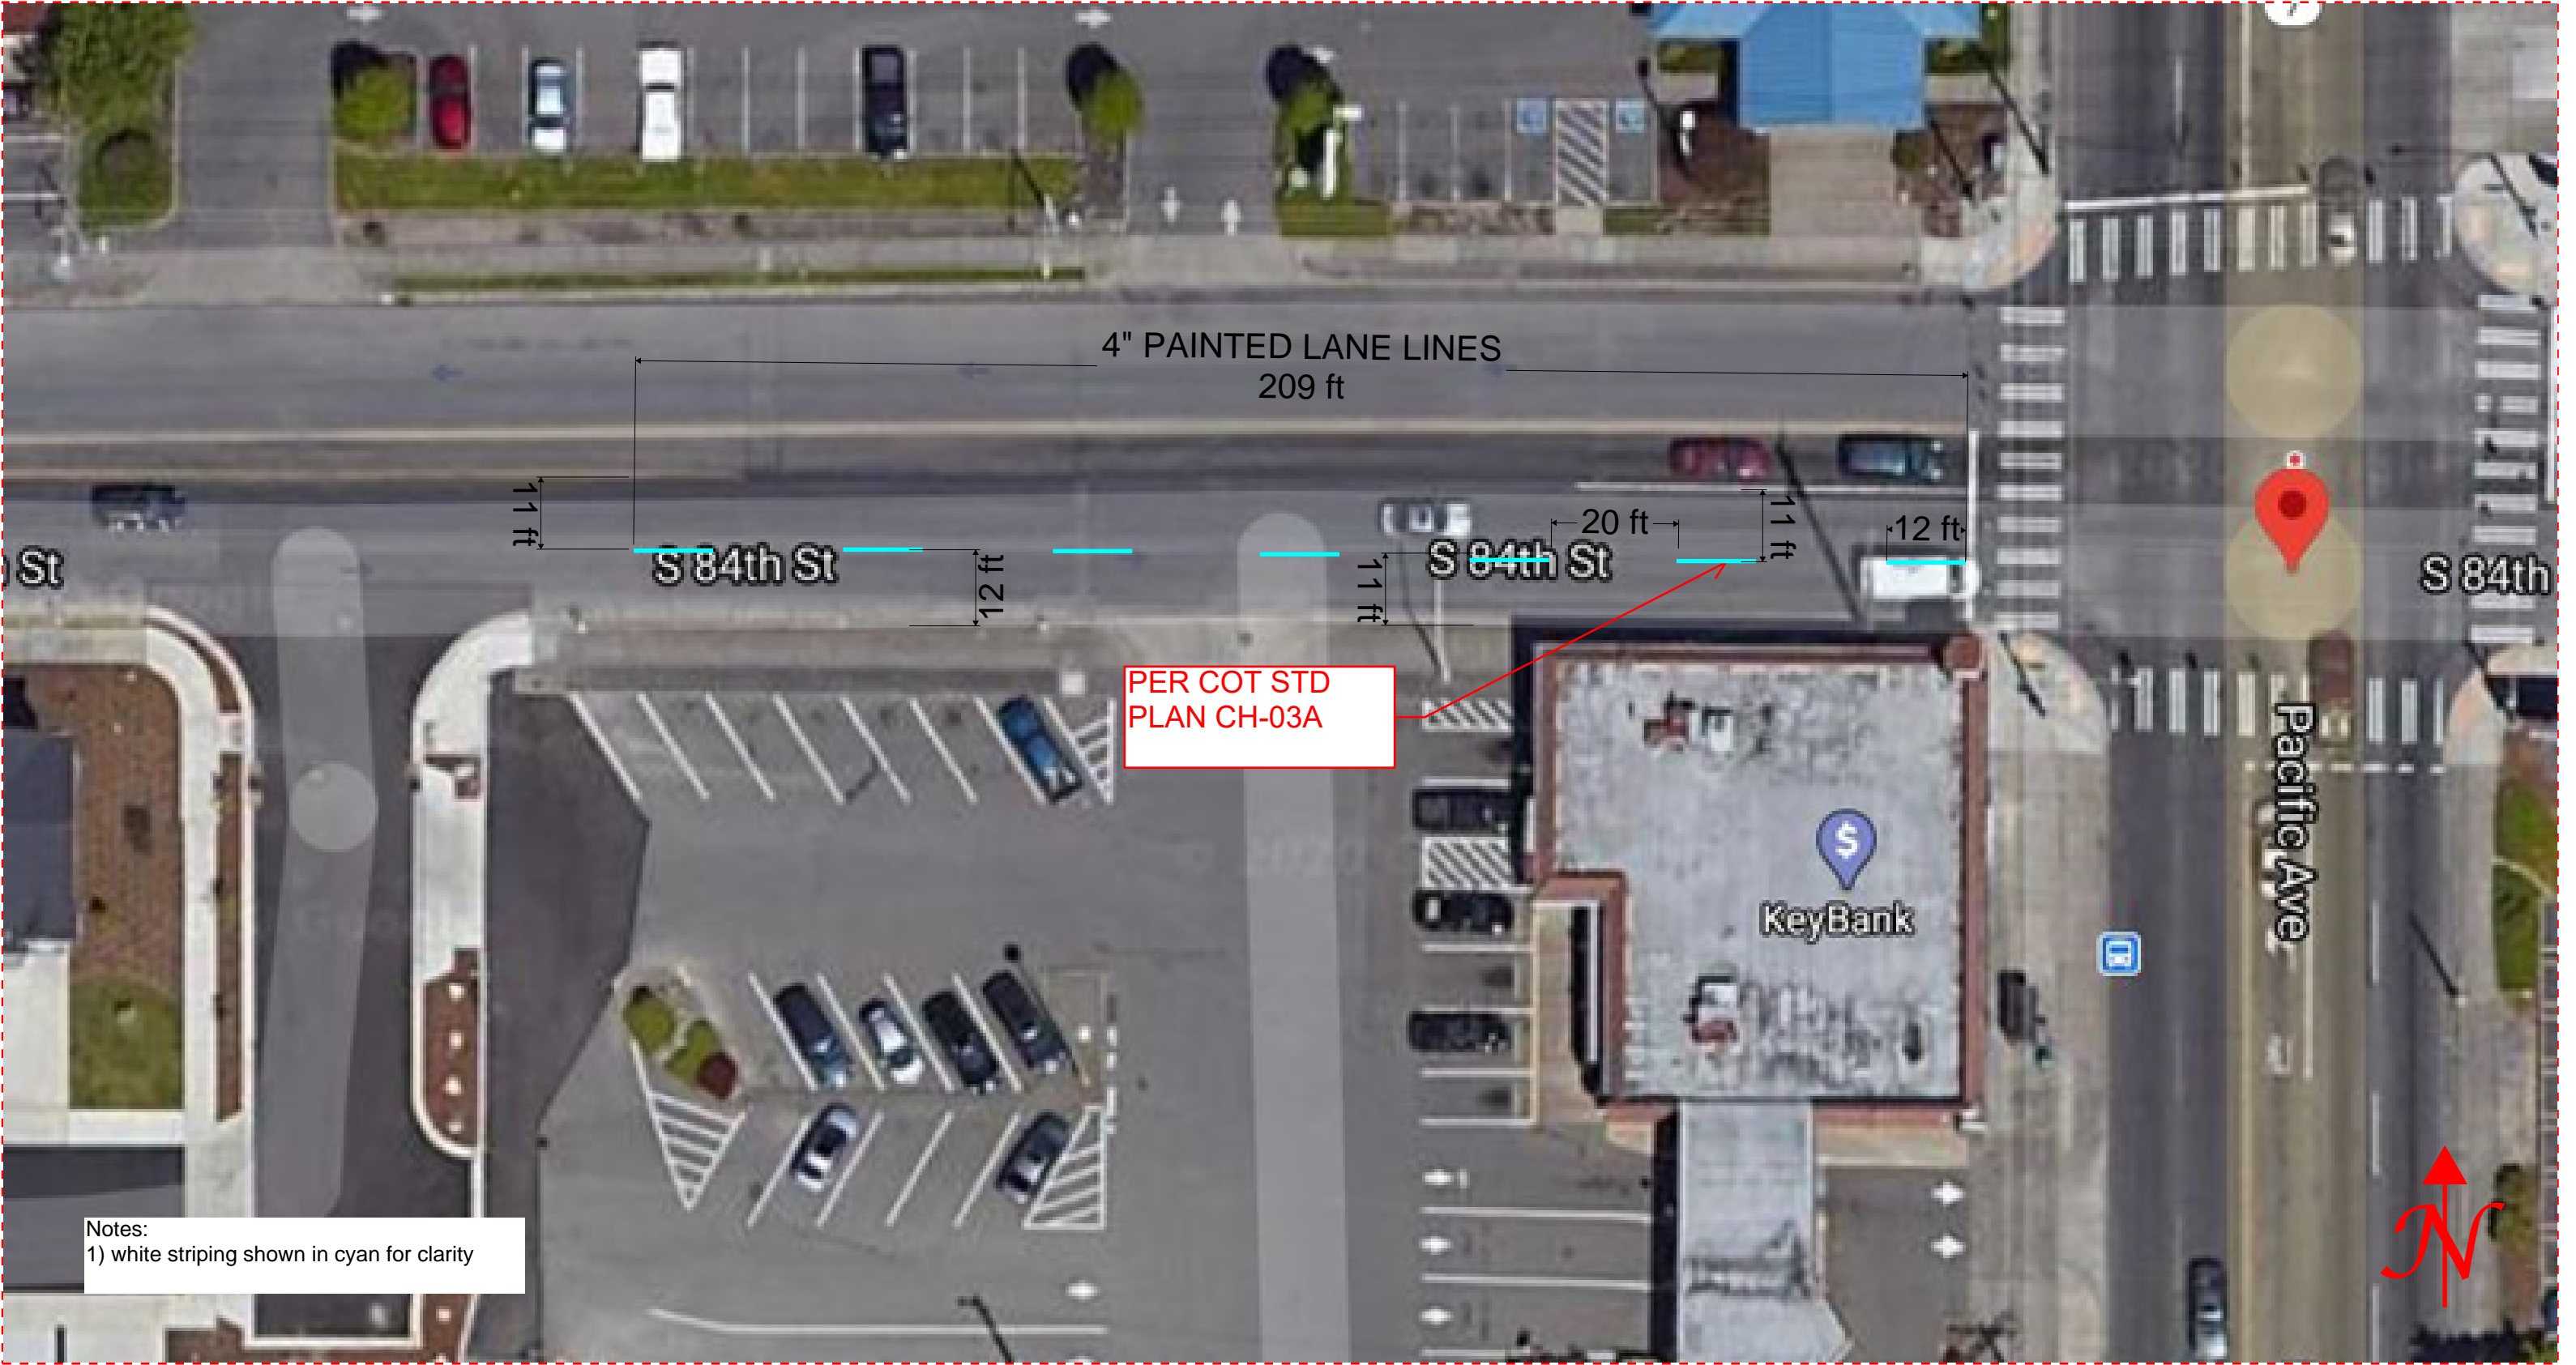 4" PAINTED LANE LINES
209 ft
11 ft
20 ft
11 ft
12 ft
St
S 84th St
12 ft
11 ft
S 84th St
S 84th
PER COT STD
PLAN CH-03A
Pacific Ave
$
KeyBank
Notes:
1) white striping shown in cyan for clarity
N